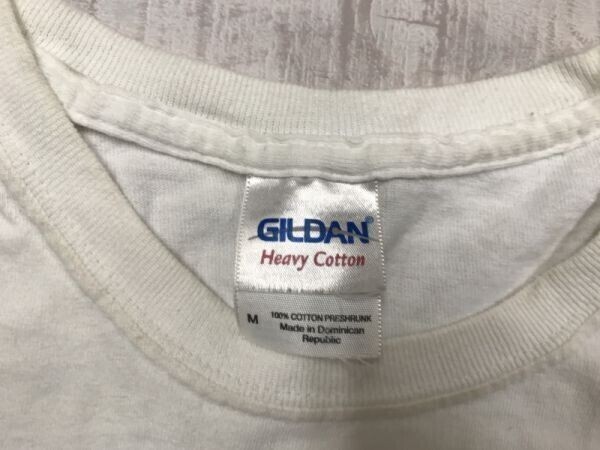 GILDAN®
Heavy Cotton
M 100% COTTON PRESHRUNK
Made in Dominican
Republic